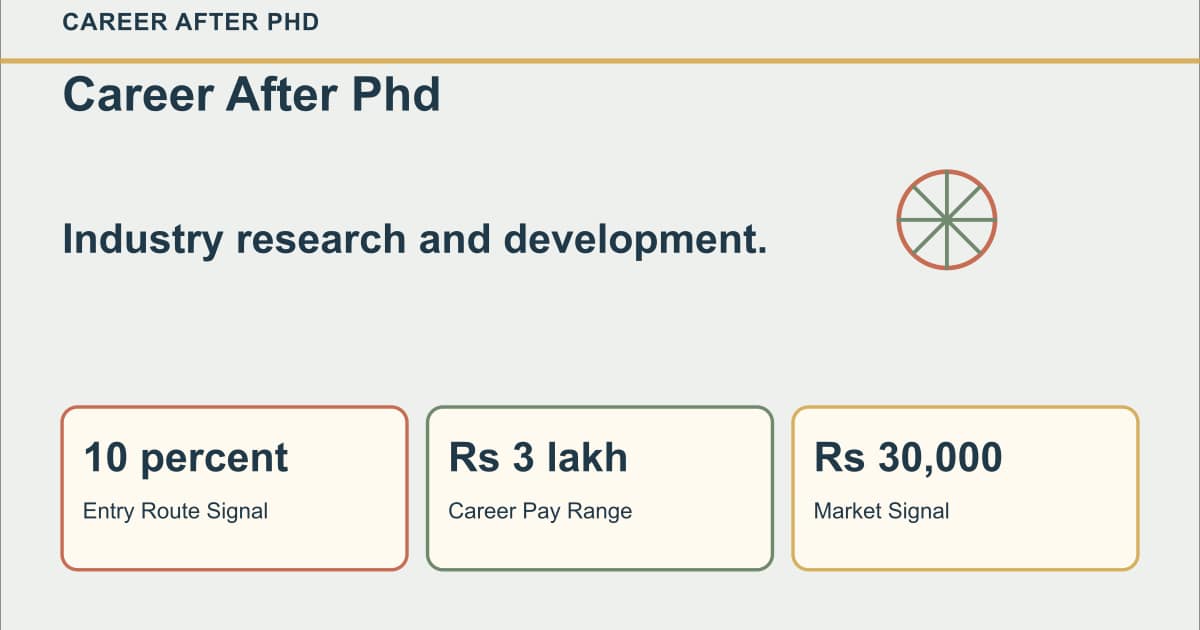 CAREER AFTER PHD
Career After Phd
Industry research and development.
10 percent
Entry Route Signal
Rs 3 lakh
Career Pay Range
Rs 30,000
Market Signal